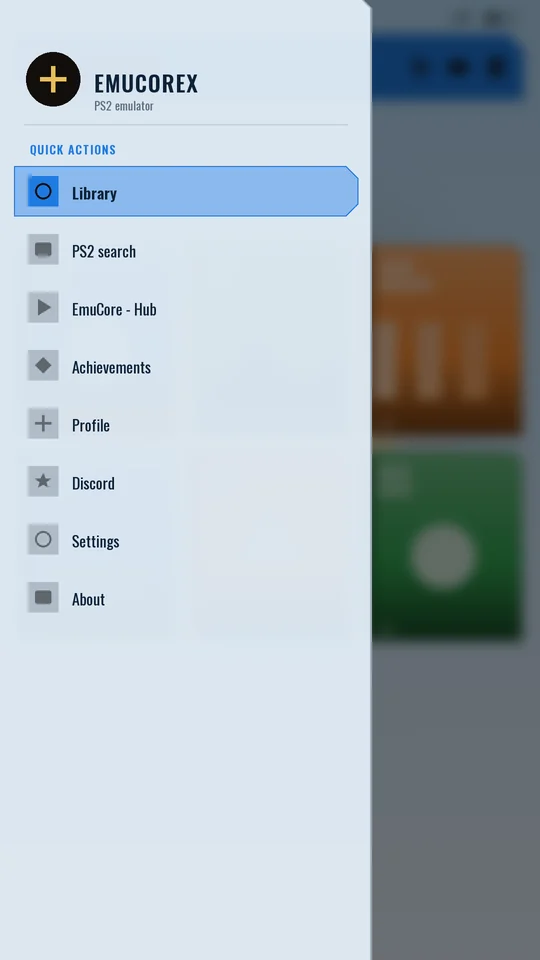 EMUCOREX
PS2 emulator
QUICK ACTIONS
Library
PS2 search
EmuCore - Hub
Achievements
Profile
Discord
Settings
About